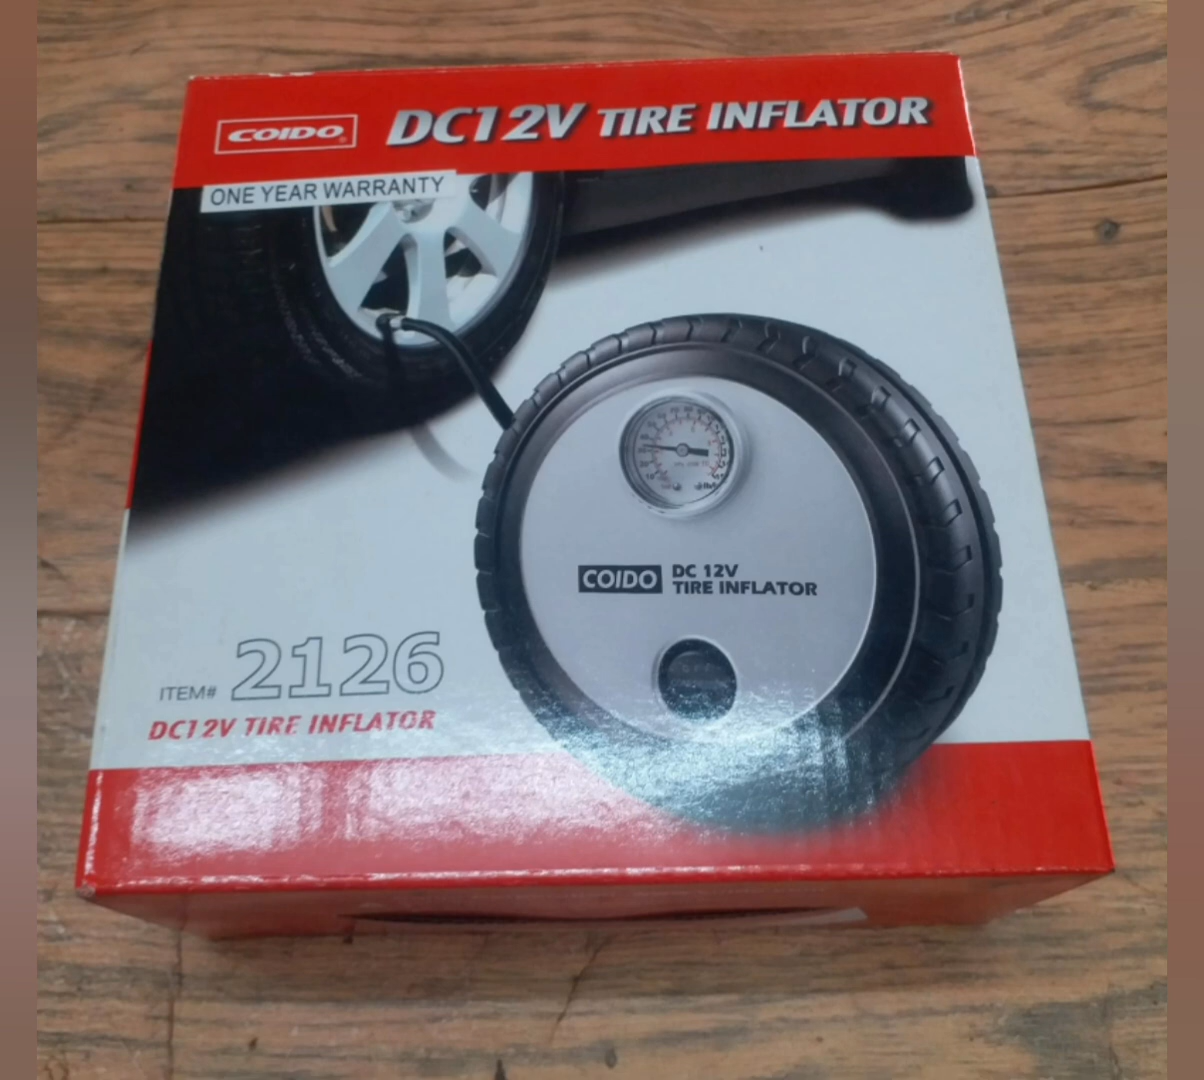 COIDO®
DC12V TIRE INFLATOR
ONE YEAR WARRANTY
COIDO
DC 12V
TIRE INFLATOR
ITEM# 2126
DC12V TIRE INFLATOR